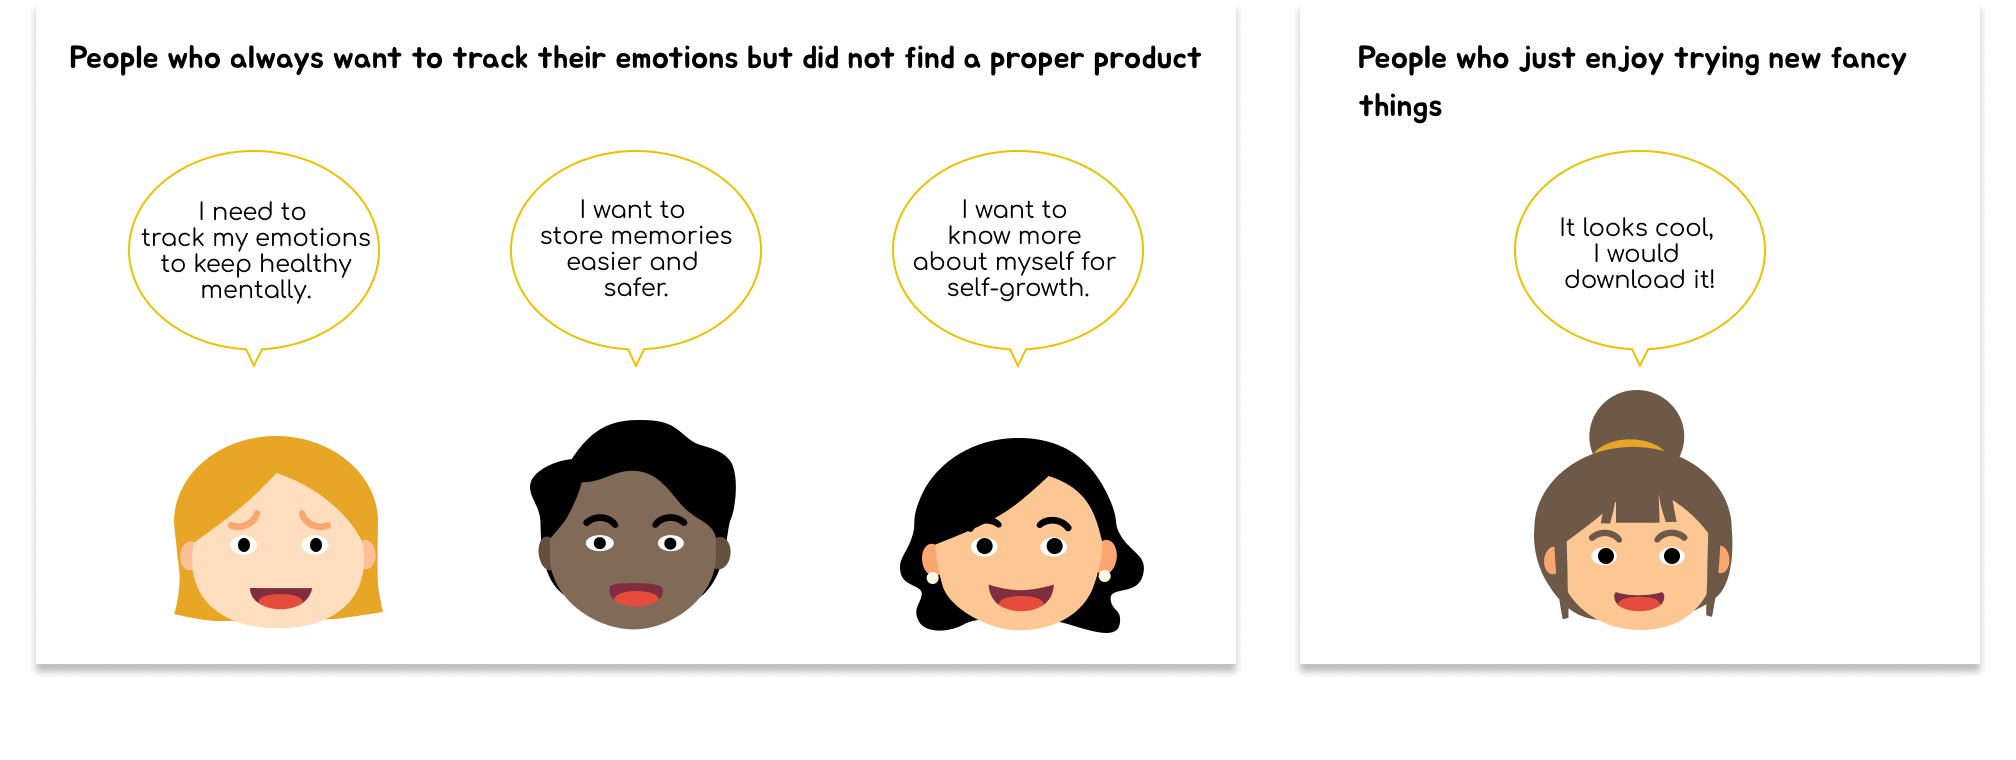 People who always want to track their emotions but did not find a proper product
I need to
track my emotions
to keep healthy
mentally.
I want to
store memories
easier and
safer.
I want to
know more
about myself for
self-growth.
People who just enjoy trying new fancy
things
It looks cool,
I would
download it!